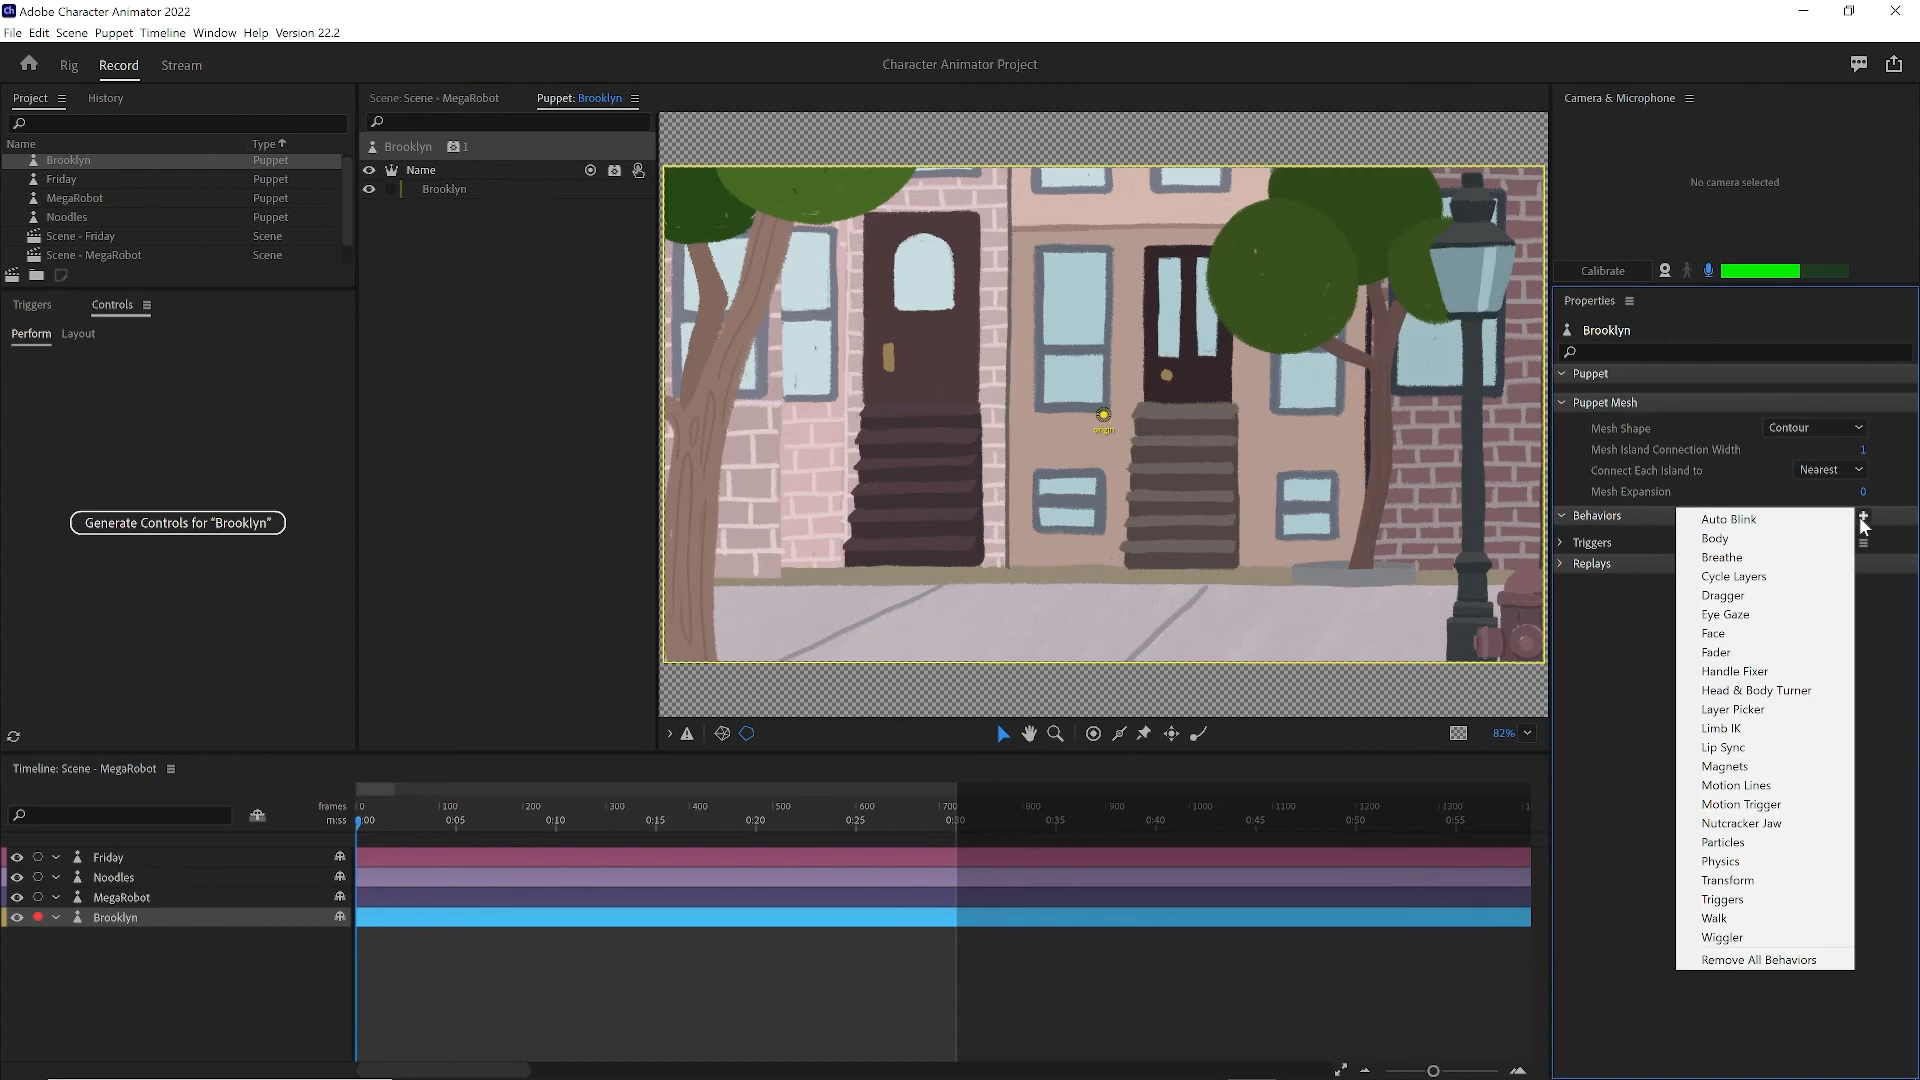 Ch Adobe Character Animator 2022
File Edit Scene Puppet Timeline Window Help Version 22.2
Rig Record Stream
Character Animator Project
Project History
Name Type
Brooklyn Puppet
Friday Puppet
MegaRobot Puppet
Noodles Puppet
Scene - Friday Scene
Scene - MegaRobot Scene
Triggers Controls
Perform Layout
Generate Controls for “Brooklyn”
Scene: Scene - MegaRobot Puppet: Brooklyn
Brooklyn 1
Name
Brooklyn
origin
82%
Camera & Microphone
No camera selected
Calibrate
Properties
Brooklyn
Puppet
Puppet Mesh
Mesh Shape Contour
Mesh Island Connection Width 1
Connect Each Island to Nearest
Mesh Expansion 0
Behaviors
Triggers
Replays
Auto Blink
Body
Breathe
Cycle Layers
Dragger
Eye Gaze
Face
Fader
Handle Fixer
Head & Body Turner
Layer Picker
Limb IK
Lip Sync
Magnets
Motion Lines
Motion Trigger
Nutcracker Jaw
Particles
Physics
Transform
Triggers
Walk
Wiggler
Remove All Behaviors
Timeline: Scene - MegaRobot
frames 0 100 200 300 400 500 600 700 800 900 1000 1100 1200 1300
m:ss 0:00 0:05 0:10 0:15 0:20 0:25 0:30 0:35 0:40 0:45 0:50 0:55
Friday
Noodles
MegaRobot
Brooklyn